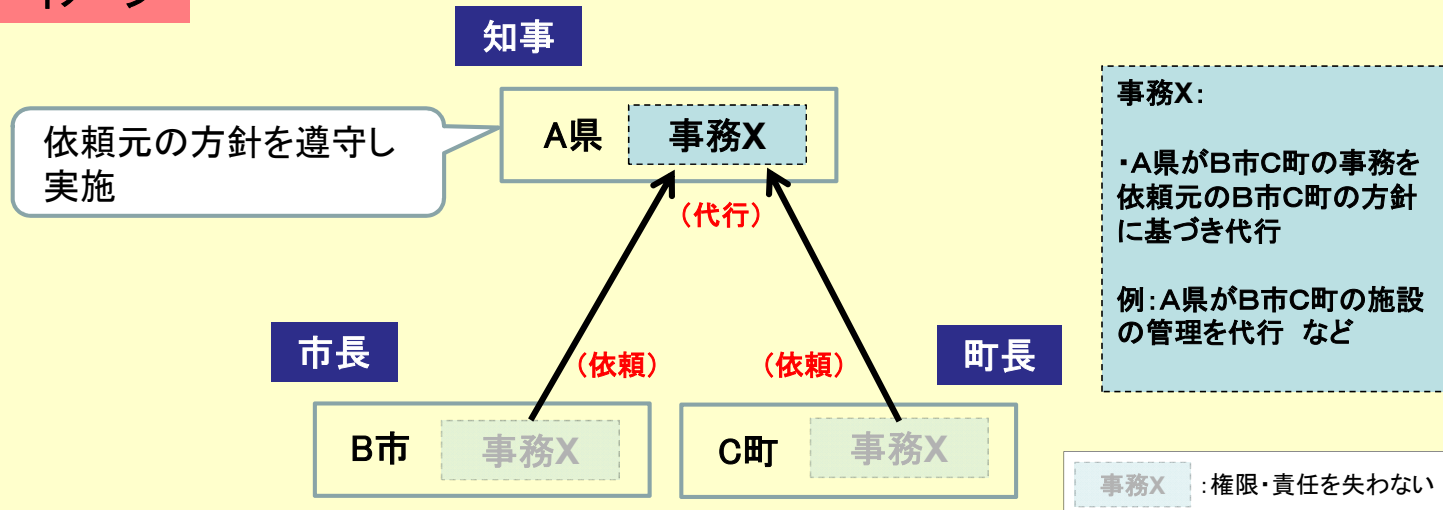 知事
依頼元の方針を遵守し
実施
A県
事務X
(代行)
事務X:
・A県がB市C町の事務を
依頼元のB市C町の方針
に基づき代行
例:A県がB市C町の施設
の管理を代行 など
市長
(依頼)
(依頼)
町長
B市
事務X
C町
事務X
事務X
:権限・責任を失わない